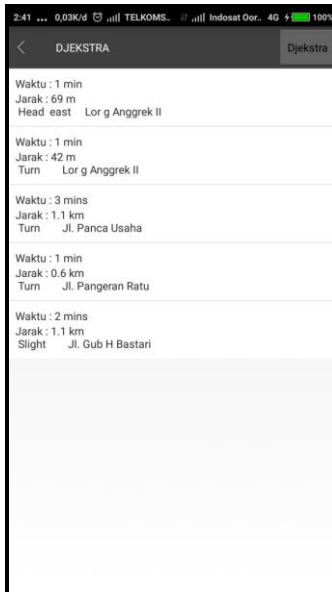 2:41 ... 0,03K/d TELKOMS.. Indosat Oor.. 4G 100%
DJEKSTRA Djekstra
Waktu : 1 min
Jarak : 69 m
Head east Lor g Anggrek II
Waktu : 1 min
Jarak : 42 m
Turn Lor g Anggrek II
Waktu : 3 mins
Jarak : 1.1 km
Turn Jl. Panca Usaha
Waktu : 1 min
Jarak : 0.6 km
Turn Jl. Pangeran Ratu
Waktu : 2 mins
Jarak : 1.1 km
Slight Jl. Gub H Bastari